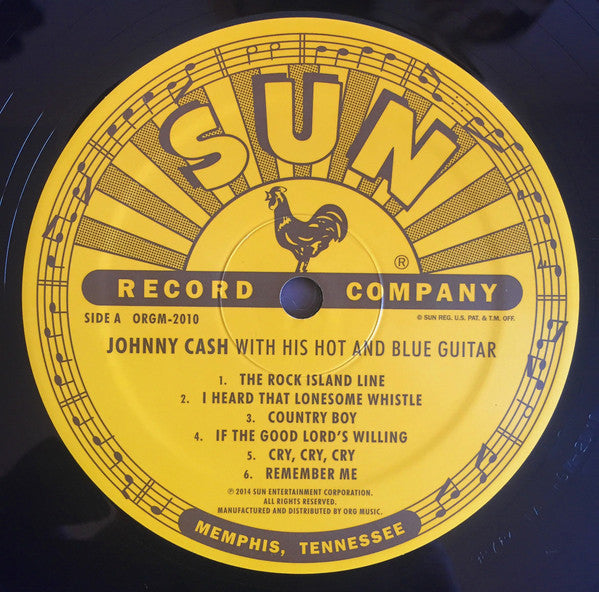 SUN
®
RECORD COMPANY
SIDE A ORGM-2010
© SUN REG. U.S. PAT. & T.M. OFF.
JOHNNY CASH WITH HIS HOT AND BLUE GUITAR
1. THE ROCK ISLAND LINE
2. I HEARD THAT LONESOME WHISTLE
3. COUNTRY BOY
4. IF THE GOOD LORD'S WILLING
5. CRY, CRY, CRY
6. REMEMBER ME
℗ 2014 SUN ENTERTAINMENT CORPORATION.
ALL RIGHTS RESERVED.
MANUFACTURED AND DISTRIBUTED BY ORG MUSIC.
MEMPHIS, TENNESSEE